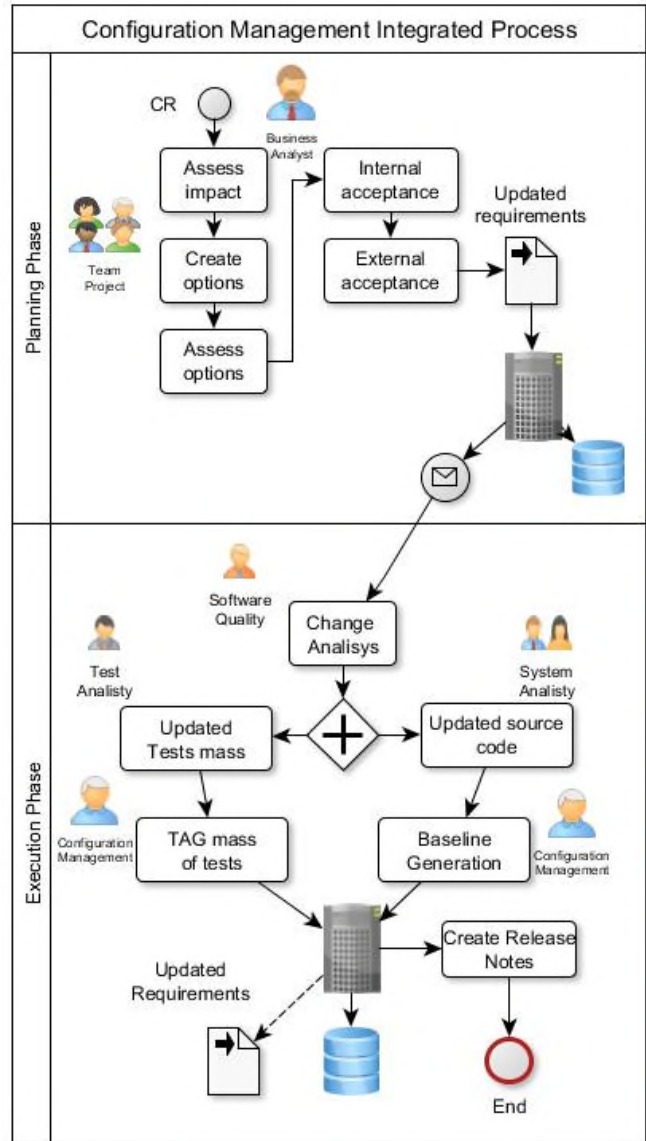 Configuration Management Integrated Process
Planning Phase
CR
Business
Analyst
Assess
impact
Internal
acceptance
Updated
requirements
Team
Project
Create
options
External
acceptance
Assess
options
Execution Phase
Software
Quality
Change
Analisys
Test
Analisty
System
Analisty
Updated
Tests mass
Updated source
code
Configuration
Management
TAG mass
of tests
Baseline
Generation
Configuration
Management
Create Release
Notes
Updated
Requirements
End